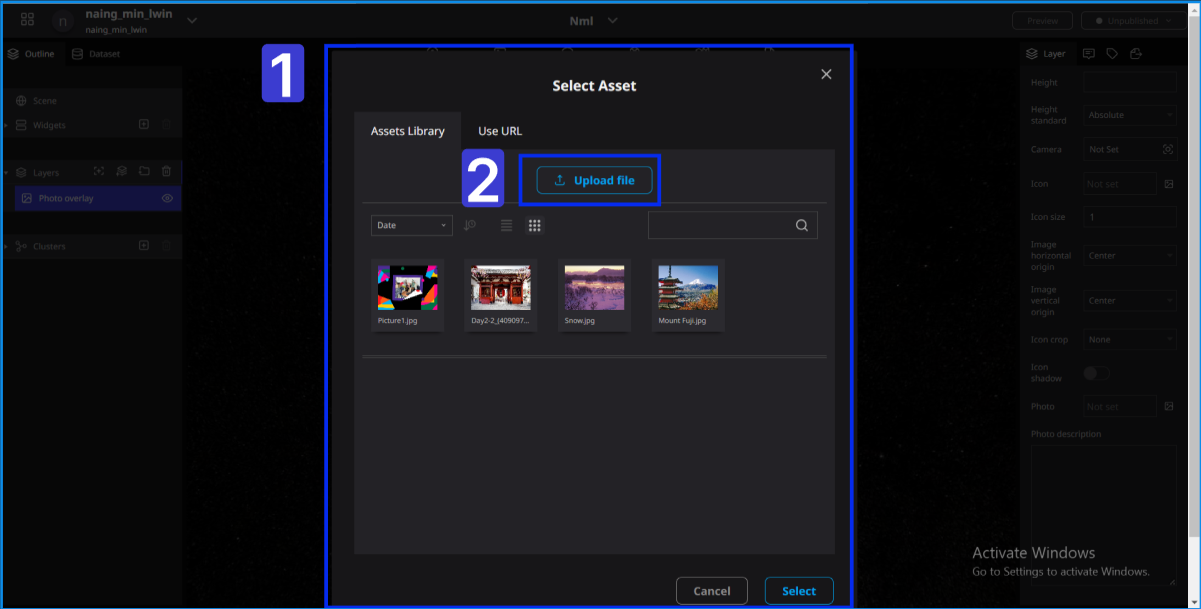 n
naing_min_lwin
naing_min_lwin
Nml
Preview
Unpublished
Outline
Dataset
Scene
Widgets
Layers
Photo overlay
Clusters
1
Select Asset
Assets Library
Use URL
2
Upload file
Date
Picture1.jpg
Day2-2_(409097...
Snow.jpg
Mount Fuji.jpg
Cancel
Select
Layer
Height
Height
standard
Absolute
Camera
Not Set
Icon
Not set
Icon size
1
Image
horizontal
origin
Center
Image
vertical
origin
Center
Icon crop
None
Icon
shadow
Photo
Not set
Photo description
Activate Windows
Go to Settings to activate Windows.